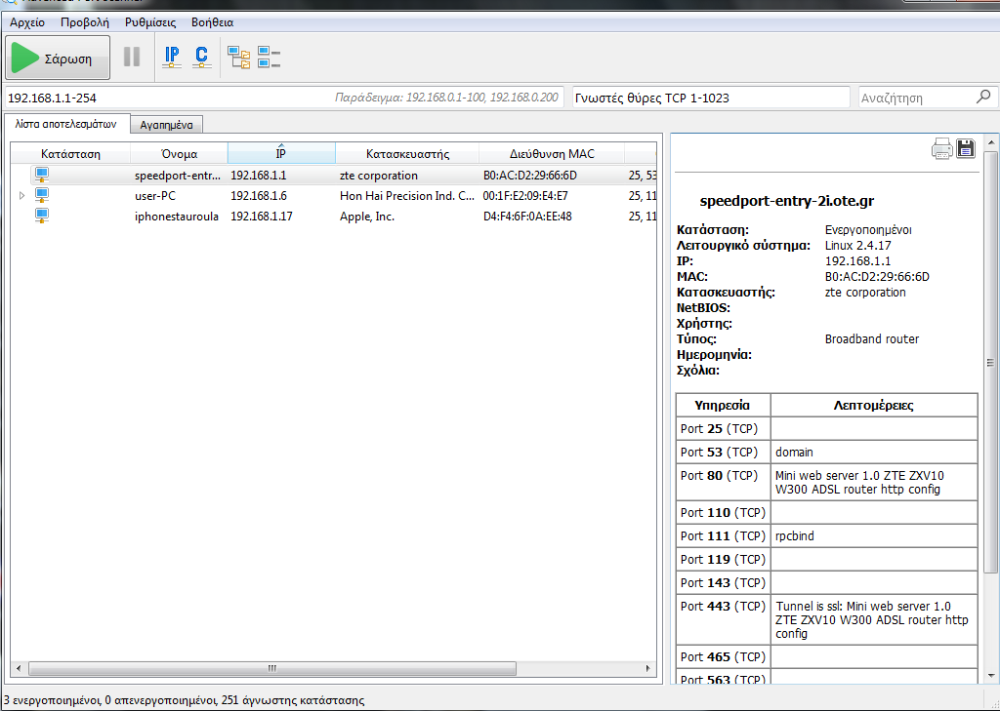 Αρχείο Προβολή Ρυθμίσεις Βοήθεια
Σάρωση IP C
192.168.1.1-254 Παράδειγμα: 192.168.0.1-100, 192.168.0.200 Γνωστές θύρες TCP 1-1023 Αναζήτηση
λίστα αποτελεσμάτων Αγαπημένα
Κατάσταση Όνομα IP Κατασκευαστής Διεύθυνση MAC
speedport-entr... 192.168.1.1 zte corporation B0:AC:D2:29:66:6D 25, 53
user-PC 192.168.1.6 Hon Hai Precision Ind. C... 00:1F:E2:09:E4:E7 25, 11
iphonestauroula 192.168.1.17 Apple, Inc. D4:F4:6F:0A:EE:48 25, 11
speedport-entry-2i.ote.gr
Κατάσταση: Ενεργοποιημένοι
Λειτουργικό σύστημα: Linux 2.4.17
IP: 192.168.1.1
MAC: B0:AC:D2:29:66:6D
Κατασκευαστής: zte corporation
NetBIOS:
Χρήστης:
Τύπος: Broadband router
Ημερομηνία:
Σχόλια:
Υπηρεσία Λεπτομέρειες
Port 25 (TCP)
Port 53 (TCP) domain
Port 80 (TCP) Mini web server 1.0 ZTE ZXV10
W300 ADSL router http config
Port 110 (TCP)
Port 111 (TCP) rpcbind
Port 119 (TCP)
Port 143 (TCP)
Port 443 (TCP) Tunnel is ssl: Mini web server 1.0
ZTE ZXV10 W300 ADSL router http
config
Port 465 (TCP)
Port 563 (TCP)
3 ενεργοποιημένοι, 0 απενεργοποιημένοι, 251 άγνωστης κατάστασης